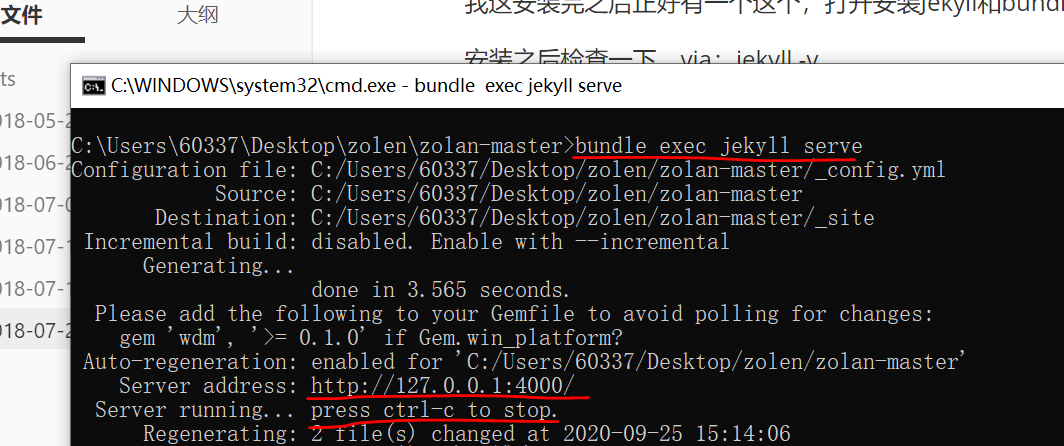 文件 大纲
我这安装完之后正好有一个这个，打开安装jekyll和bund
安装之后检查一下，via：jekyll -v
ts
018-05-2
018-06-2
018-07-0
018-07-1
018-07-1
018-07-2
C:\WINDOWS\system32\cmd.exe - bundle  exec jekyll serve
C:\Users\60337\Desktop\zolen\zolan-master>bundle exec jekyll serve
Configuration file: C:/Users/60337/Desktop/zolen/zolan-master/_config.yml
Source: C:/Users/60337/Desktop/zolen/zolan-master
Destination: C:/Users/60337/Desktop/zolen/zolan-master/_site
Incremental build: disabled. Enable with --incremental
Generating...
done in 3.565 seconds.
Please add the following to your Gemfile to avoid polling for changes:
gem 'wdm', '>= 0.1.0' if Gem.win_platform?
Auto-regeneration: enabled for 'C:/Users/60337/Desktop/zolen/zolan-master'
Server address: http://127.0.0.1:4000/
Server running... press ctrl-c to stop.
Regenerating: 2 file(s) changed at 2020-09-25 15:14:06